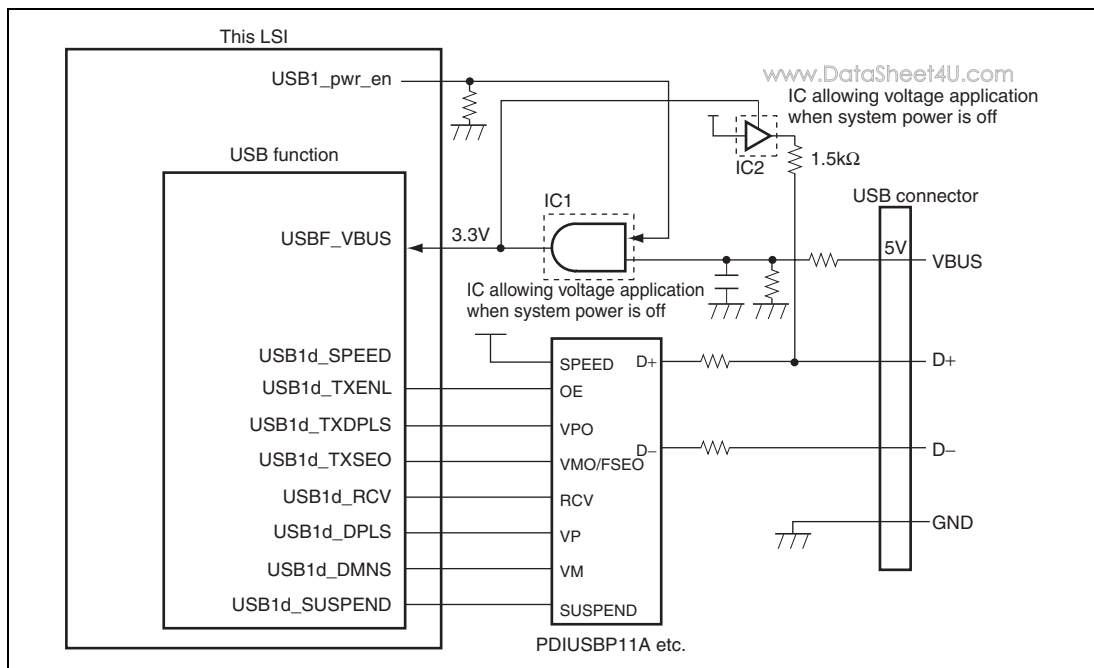 This LSI
USB1_pwr_en
www.DataSheet4U.com
IC allowing voltage application
when system power is off
IC2
1.5kΩ
USB function
USB connector
IC1
USBF_VBUS
3.3V
5V
VBUS
IC allowing voltage application
when system power is off
USB1d_SPEED
SPEED
D+
D+
USB1d_TXENL
OE
USB1d_TXDPLS
VPO
D−
D−
USB1d_TXSEO
VMO/FSEO
USB1d_RCV
RCV
GND
USB1d_DPLS
VP
USB1d_DMNS
VM
USB1d_SUSPEND
SUSPEND
PDIUSBP11A etc.